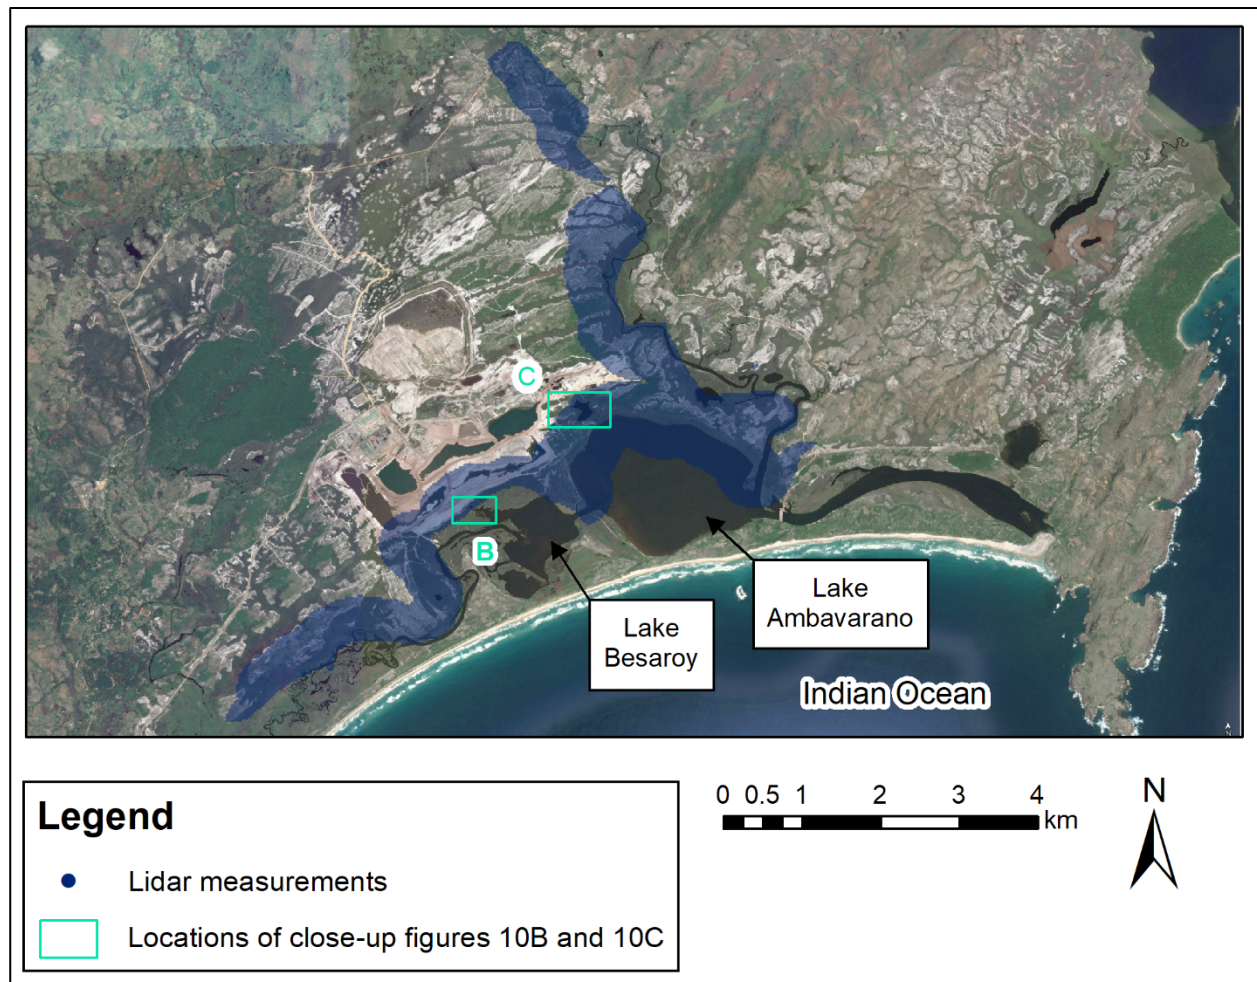 C
B
Lake
Besaroy
Lake
Ambavarano
Indian Ocean
Legend
Lidar measurements
Locations of close-up figures 10B and 10C
0 0.5 1 2 3 4
km
N